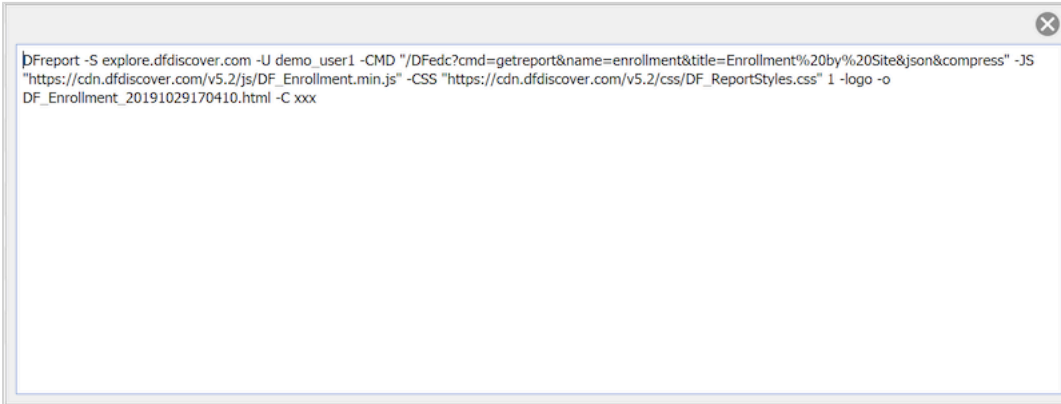 DFreport -S explore.dfdiscover.com -U demo_user1 -CMD "/DFedc?cmd=getreport&name=enrollment&title=Enrollment%20by%20Site&json&compress" -JS
"https://cdn.dfdiscover.com/v5.2/js/DF_Enrollment.min.js" -CSS "https://cdn.dfdiscover.com/v5.2/css/DF_ReportStyles.css" 1 -logo -o
DF_Enrollment_20191029170410.html -C xxx